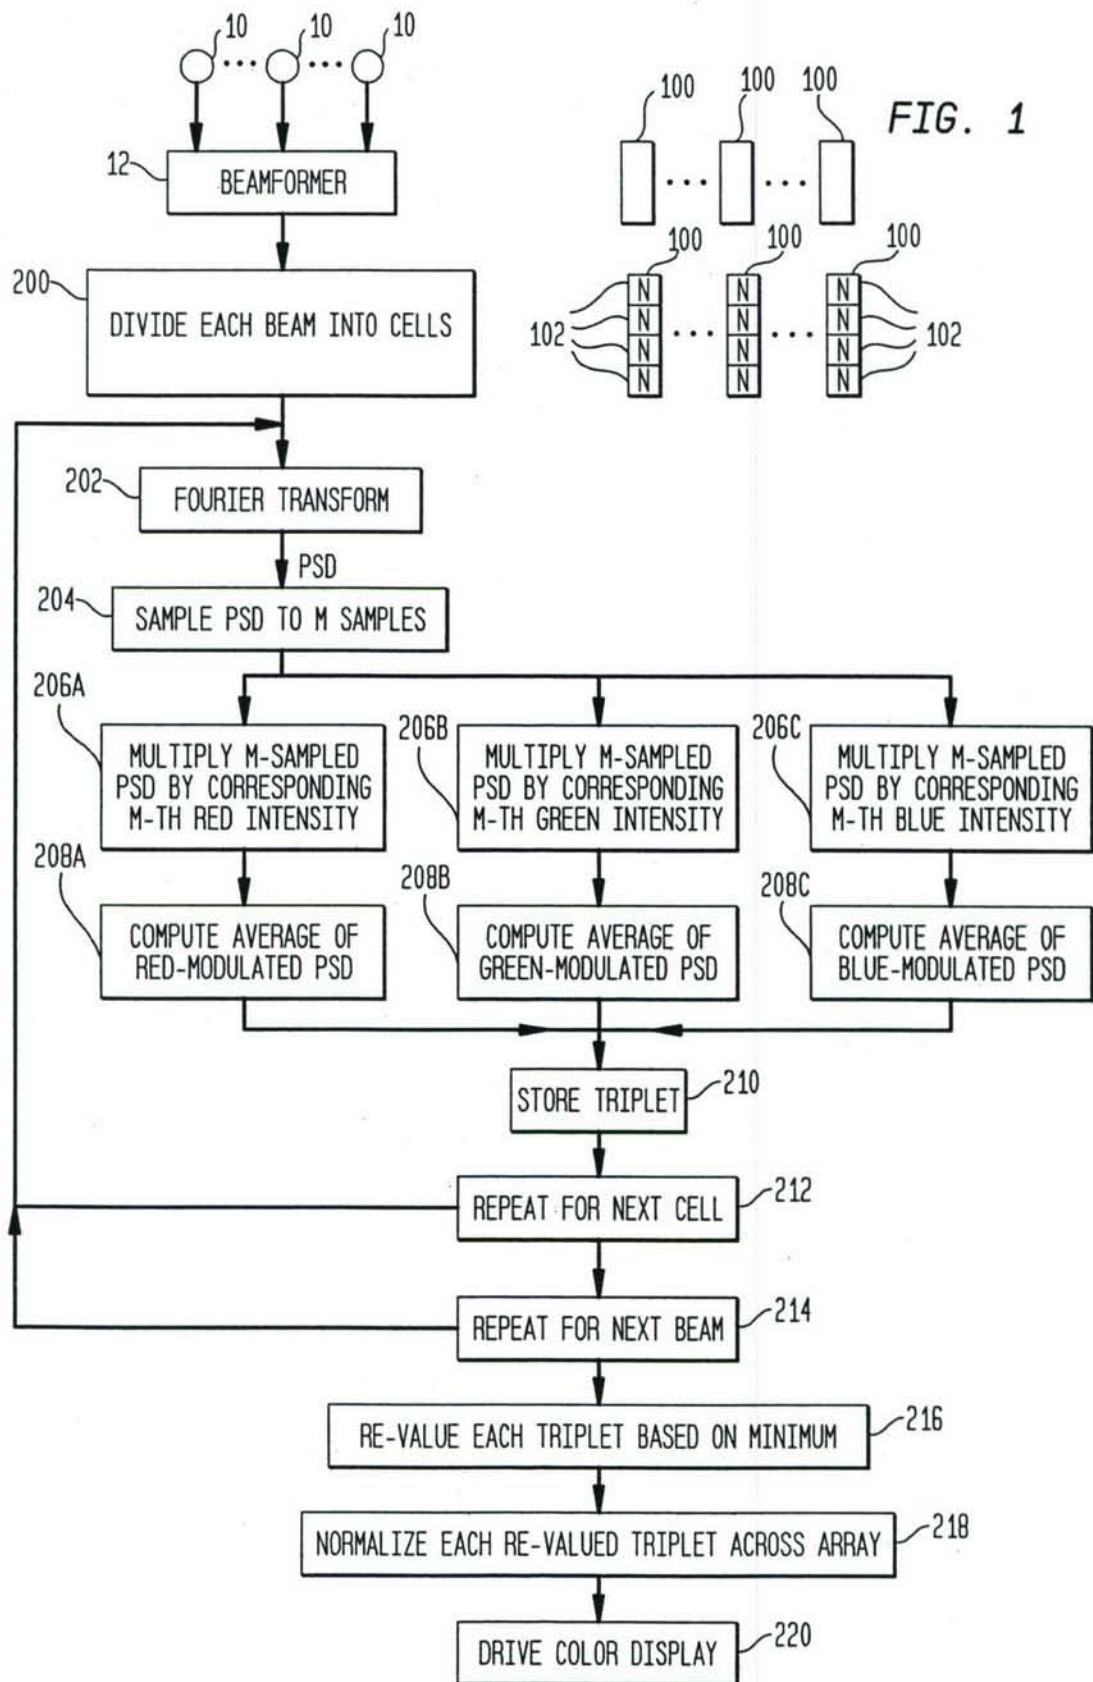 10 10 10
100 100 100
FIG. 1
12
BEAMFORMER
100 100 100
200
DIVIDE EACH BEAM INTO CELLS
N N N
N N N
102 102
N N N
N N N
202
FOURIER TRANSFORM
PSD
204
SAMPLE PSD TO M SAMPLES
206A
MULTIPLY M-SAMPLED
PSD BY CORRESPONDING
M-TH RED INTENSITY
206B
MULTIPLY M-SAMPLED
PSD BY CORRESPONDING
M-TH GREEN INTENSITY
206C
MULTIPLY M-SAMPLED
PSD BY CORRESPONDING
M-TH BLUE INTENSITY
208A
COMPUTE AVERAGE OF
RED-MODULATED PSD
208B
COMPUTE AVERAGE OF
GREEN-MODULATED PSD
208C
COMPUTE AVERAGE OF
BLUE-MODULATED PSD
210
STORE TRIPLET
212
REPEAT FOR NEXT CELL
214
REPEAT FOR NEXT BEAM
216
RE-VALUE EACH TRIPLET BASED ON MINIMUM
218
NORMALIZE EACH RE-VALUED TRIPLET ACROSS ARRAY
220
DRIVE COLOR DISPLAY